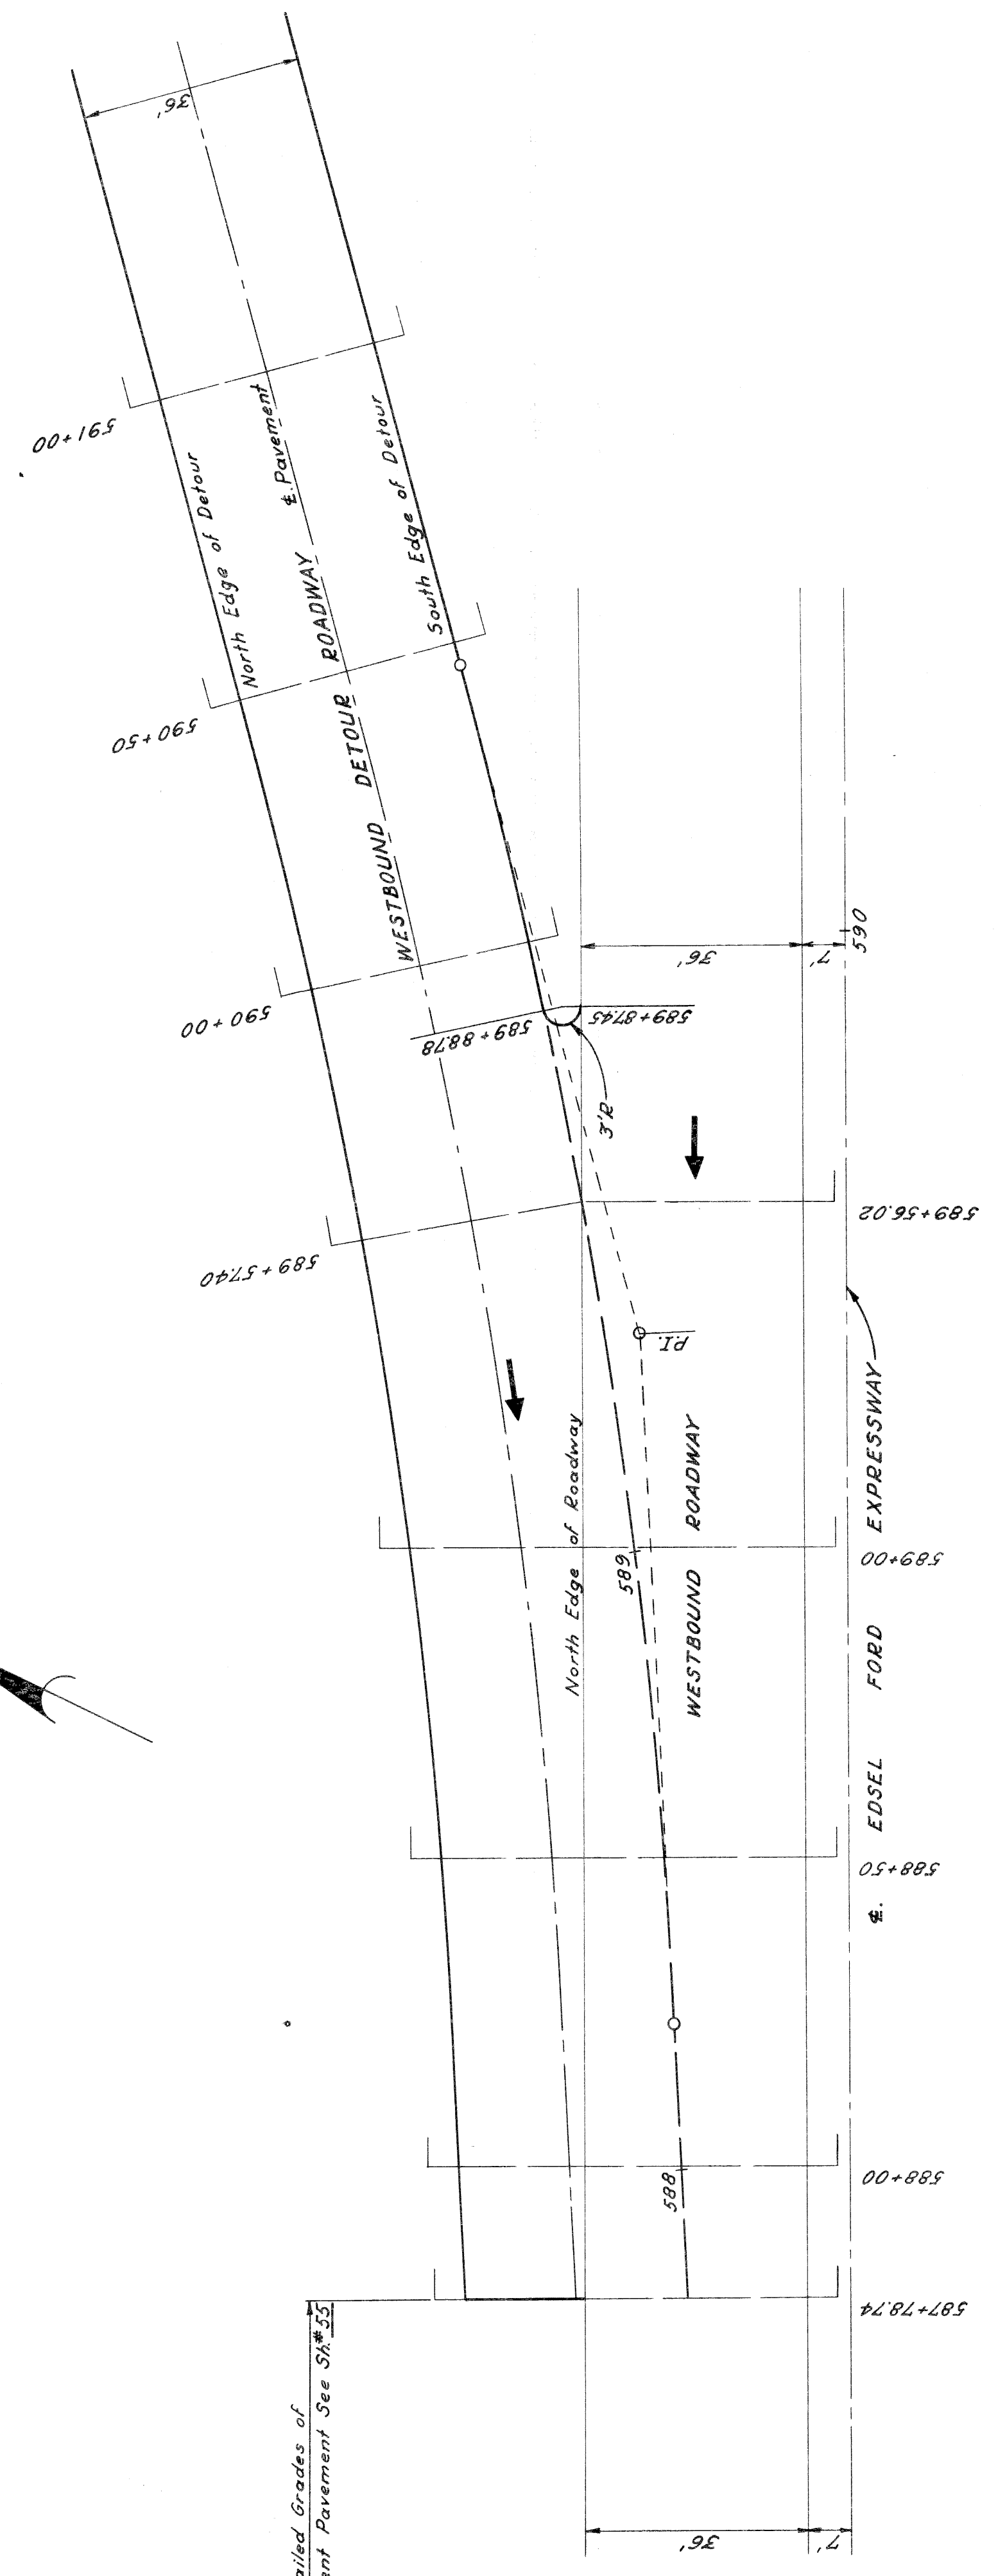 36'
591+00
North Edge of Detour
℄ Pavement
South Edge of Detour
590+50
WESTBOUND DETOUR ROADWAY
590+00
589+88.78
589+87.45
3'R
36'
7'
590
589+57.40
589+56.02
P.I.
North Edge of Roadway
589
WESTBOUND ROADWAY
589+00
588+50
℄. EDSEL FORD EXPRESSWAY
588
588+00
587+78.74
ailed Grades of
ent Pavement See Sh.#55
36'
7'